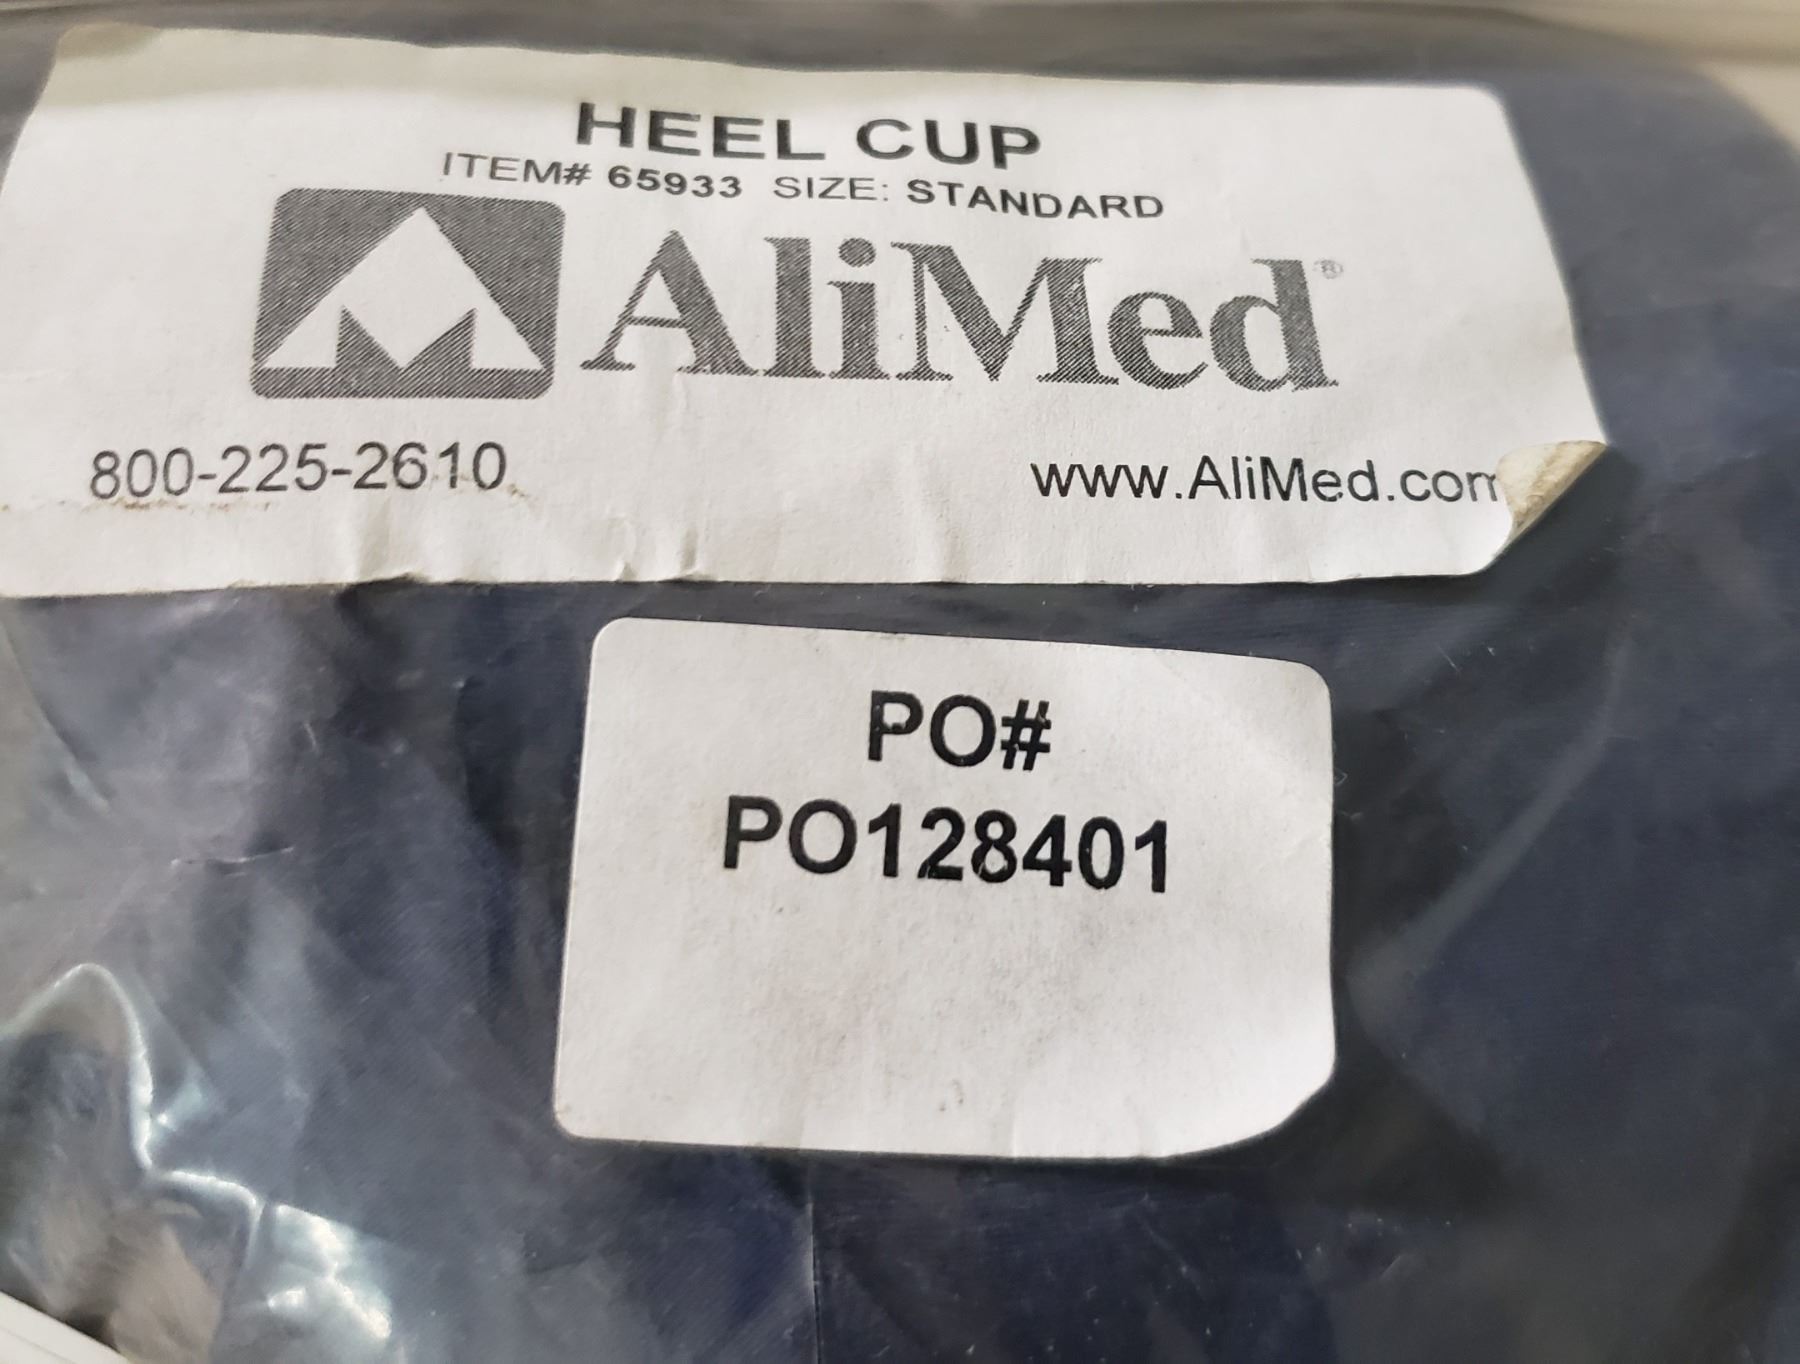 HEEL CUP
ITEM# 65933 SIZE: STANDARD
AliMed®
800-225-2610 www.AliMed.com
PO#
PO128401